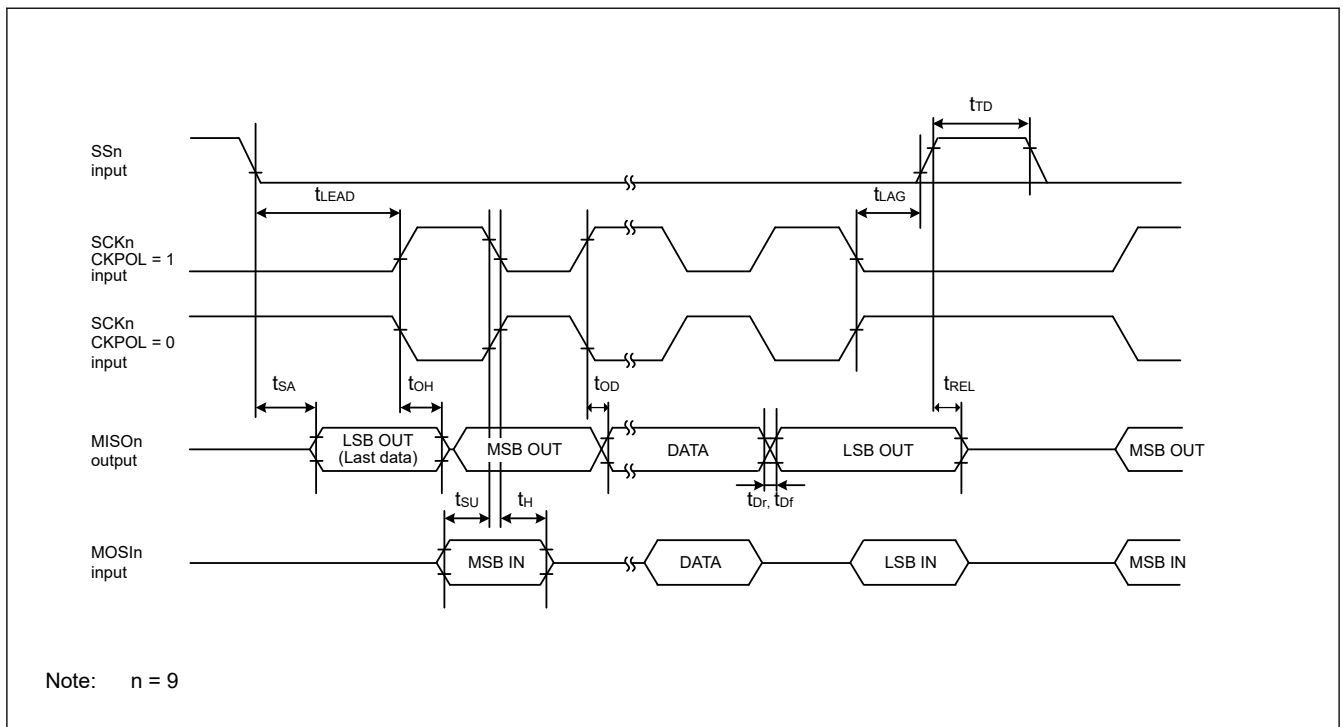 tTD
SSn
input
tLEAD
tLAG
SCKn
CKPOL = 1
input
SCKn
CKPOL = 0
input
tSA
tOH
tOD
tREL
MISOn
output
LSB OUT
(Last data)
MSB OUT
DATA
LSB OUT
MSB OUT
tSU
tH
tDr, tDf
MOSIn
input
MSB IN
DATA
LSB IN
MSB IN
Note: n = 9